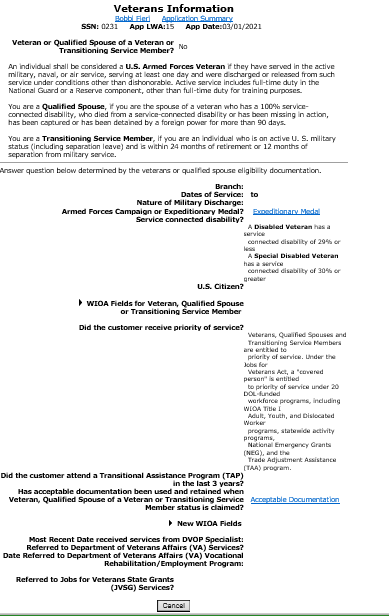 Veterans Information
Bobbi Fieri Application Summary
SSN: 0231 App LWA:15 App Date:03/01/2021
Veteran or Qualified Spouse of a Veteran or
Transitioning Service Member? No
An individual shall be considered a U.S. Armed Forces Veteran if they have served in the active
military, naval, or air service, serving at least one day and were discharged or released from such
service under conditions other than dishonorable. Active service includes full-time duty in the
National Guard or a Reserve component, other than full-time duty for training purposes.
You are a Qualified Spouse, if you are the spouse of a veteran who has a 100% service-
connected disability, who died from a service-connected disability or has been missing in action,
has been captured or has been detained by a foreign power for more than 90 days.
You are a Transitioning Service Member, if you are an individual who is on active U. S. military
status (including separation leave) and is within 24 months of retirement or 12 months of
separation from military service.
Answer question below determined by the veterans or qualified spouse eligibility documentation.
Branch:
Dates of Service: to
Nature of Military Discharge:
Armed Forces Campaign or Expeditionary Medal? Expeditionary Medal
Service connected disability?
A Disabled Veteran has a
service
connected disability of 29% or
less
A Special Disabled Veteran
has a service
connected disability of 30% or
greater
U.S. Citizen?
WIOA Fields for Veteran, Qualified Spouse
or Transitioning Service Member
Did the customer receive priority of service?
Veterans, Qualified Spouses and
Transitioning Service Members
are entitled to
priority of service. Under the
Jobs for
Veterans Act, a "covered
person" is entitled
to priority of service under 20
DOL-funded
workforce programs, including
WIOA Title I
Adult, Youth, and Dislocated
Worker
programs, statewide activity
programs,
National Emergency Grants
(NEG), and the
Trade Adjustment Assistance
(TAA) program.
Did the customer attend a Transitional Assistance Program (TAP)
in the last 3 years?
Has acceptable documentation been used and retained when
Veteran, Qualified Spouse of a Veteran or Transitioning Service Acceptable Documentation
Member status is claimed?
New WIOA Fields
Most Recent Date received services from DVOP Specialist:
Referred to Department of Veterans Affairs (VA) Services?
Date Referred to Department of Veterans Affairs (VA) Vocational
Rehabilitation/Employment Program:
Referred to Jobs for Veterans State Grants
(JVSG) Services?
Cancel